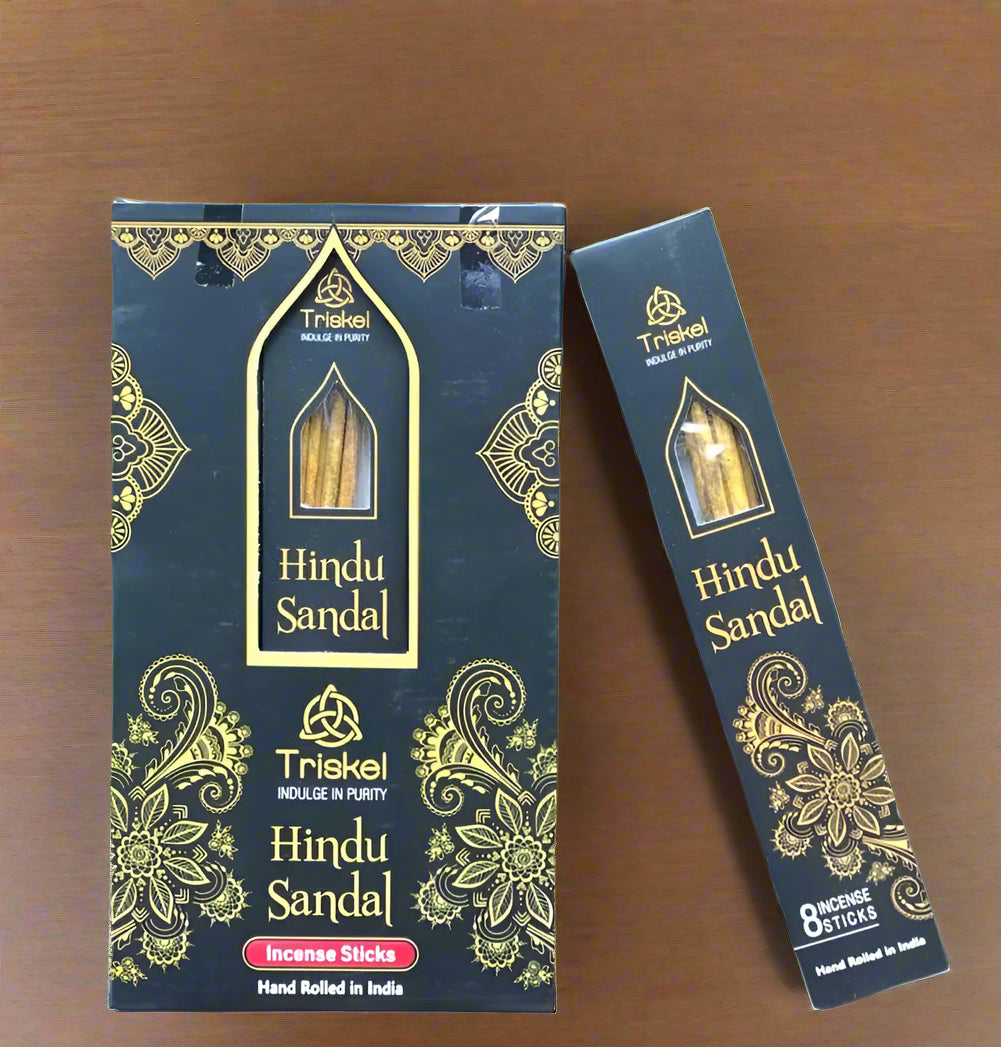 Triskel
INDULGE IN PURITY
Hindu
Sandal
Triskel
INDULGE IN PURITY
Hindu
Sandal
Incense Sticks
Hand Rolled in India
Triskel
INDULGE IN PURITY
Hindu
Sandal
8 INCENSE
STICKS
Hand Rolled in India